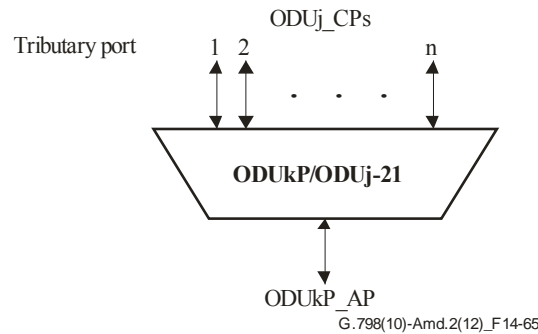 ODUj_CPs
Tributary port 1 2 . . . n
ODUkP/ODUj-21
ODUkP_AP
G.798(10)-Amd.2(12)_F14-65